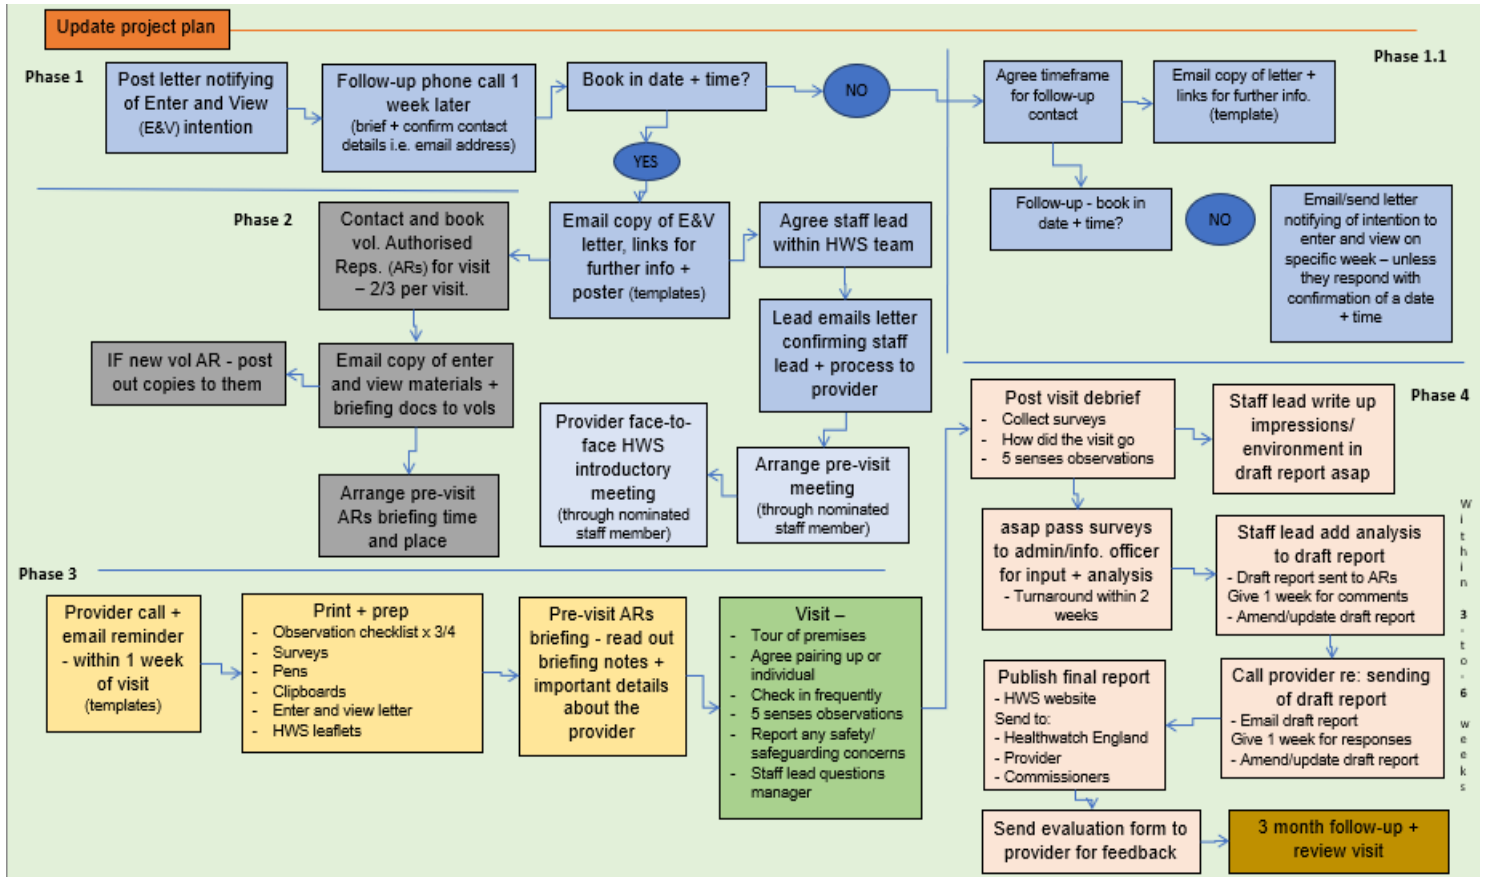 Update project plan
Phase 1
Post letter notifying
of Enter and View
(E&V) intention
Follow-up phone call 1
week later
(brief + confirm contact
details i.e. email address)
Book in date + time?
NO
YES
Phase 1.1
Agree timeframe
for follow-up
contact
Email copy of letter +
links for further info.
(template)
Follow-up - book in
date + time?
NO
Email/send letter
notifying of intention to
enter and view on
specific week – unless
they respond with
confirmation of a date
+ time
Phase 2
Contact and book
vol. Authorised
Reps. (ARs) for visit
– 2/3 per visit.
Email copy of E&V
letter, links for
further info +
poster (templates)
Agree staff lead
within HWS team
Lead emails letter
confirming staff
lead + process to
provider
IF new vol AR - post
out copies to them
Email copy of enter
and view materials +
briefing docs to vols
Arrange pre-visit
ARs briefing time
and place
Provider face-to-
face HWS
introductory
meeting
(through nominated
staff member)
Arrange pre-visit
meeting
(through nominated
staff member)
Phase 3
Provider call +
email reminder
- within 1 week
of visit
(templates)
Print + prep
- Observation checklist x 3/4
- Surveys
- Pens
- Clipboards
- Enter and view letter
- HWS leaflets
Pre-visit ARs
briefing - read out
briefing notes +
important details
about the
provider
Visit –
- Tour of premises
- Agree pairing up or
individual
- Check in frequently
- 5 senses observations
- Report any safety/
safeguarding concerns
- Staff lead questions
manager
Phase 4
Post visit debrief
- Collect surveys
- How did the visit go
- 5 senses observations
Staff lead write up
impressions/
environment in
draft report asap
asap pass surveys
to admin/info. officer
for input + analysis
- Turnaround within 2
weeks
Staff lead add analysis
to draft report
- Draft report sent to ARs
Give 1 week for comments
- Amend/update draft report
Call provider re: sending
of draft report
- Email draft report
Give 1 week for responses
- Amend/update draft report
Publish final report
- HWS website
Send to:
- Healthwatch England
- Provider
- Commissioners
Send evaluation form to
provider for feedback
3 month follow-up +
review visit
Within 3-to-6 weeks